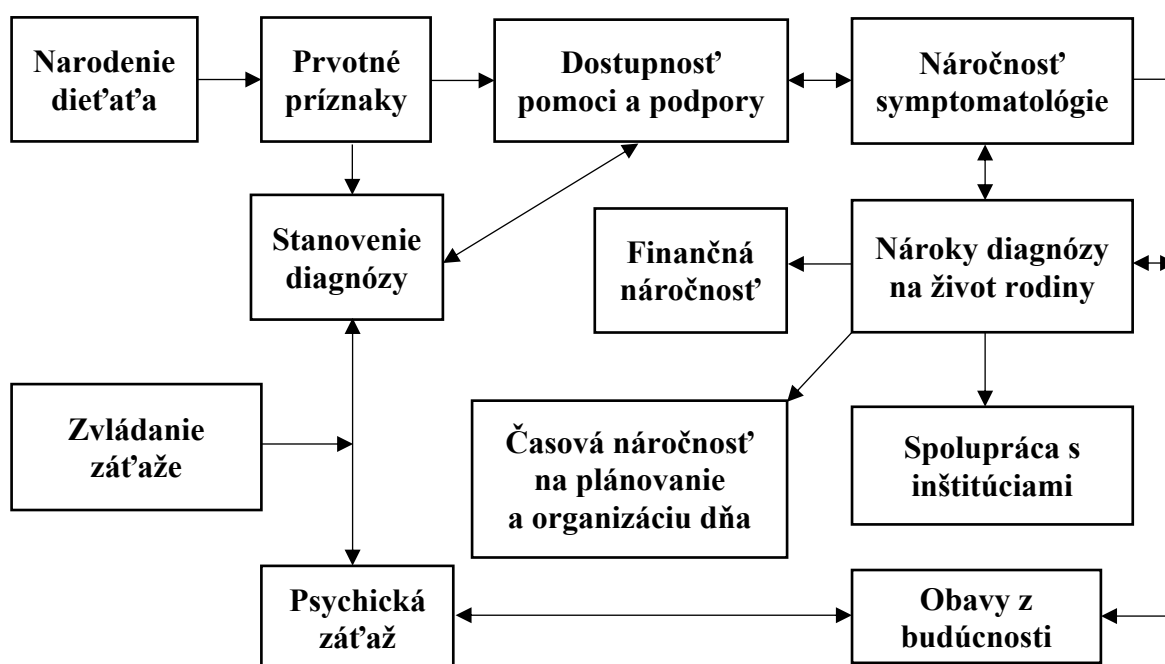 Narodenie
dieťaťa
Prvotné
príznaky
Dostupnosť
pomoci a podpory
Náročnosť
symptomatológie
Stanovenie
diagnózy
Finančná
náročnosť
Nároky diagnózy
na život rodiny
Zvládanie
záťaže
Časová náročnosť
na plánovanie
a organizáciu dňa
Spolupráca s
inštitúciami
Psychická
záťaž
Obavy z
budúcnosti